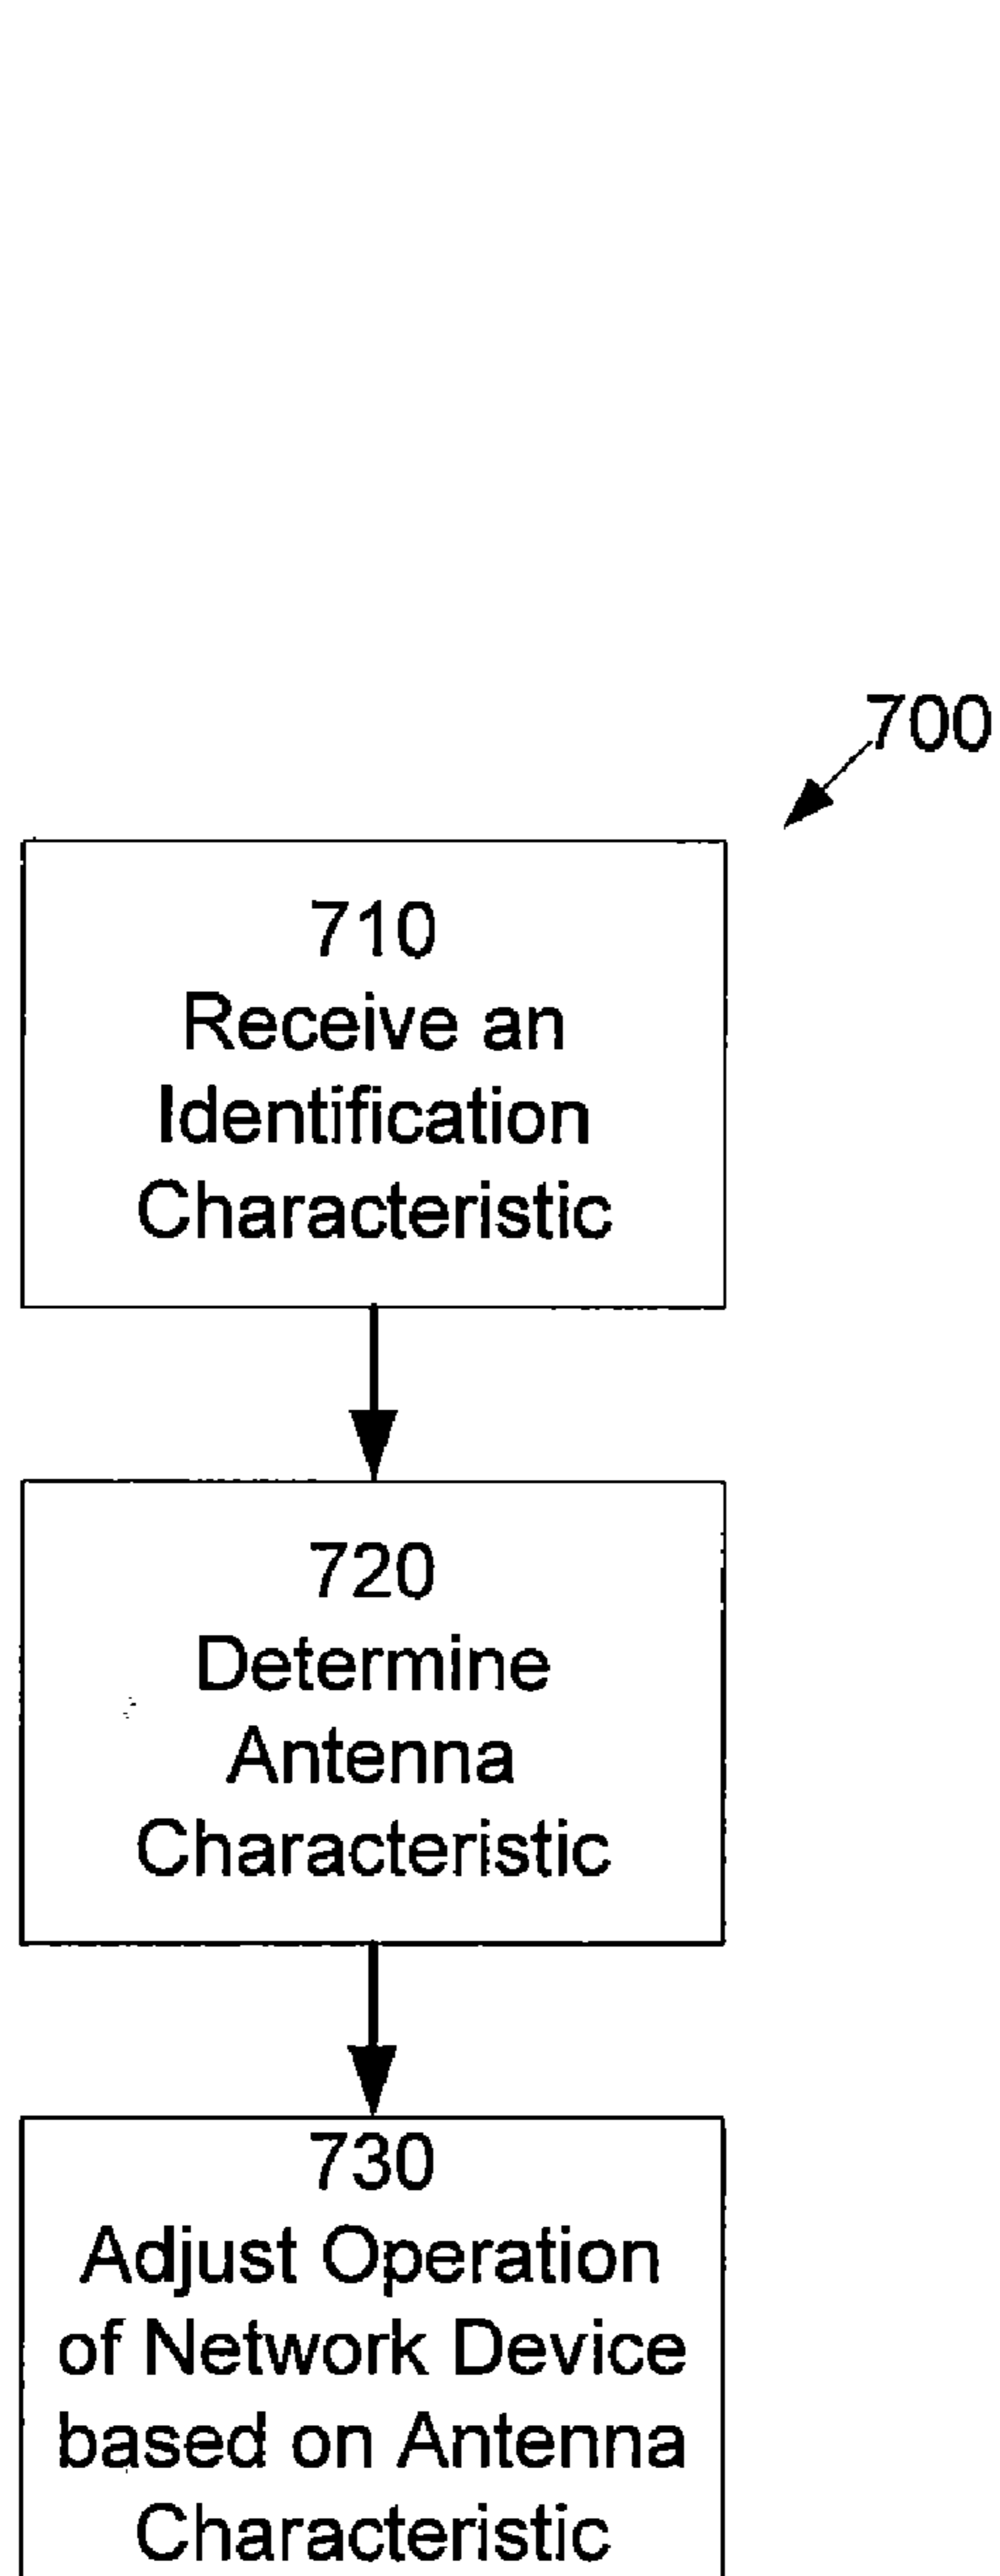 700
710
Receive an
Identification
Characteristic
720
Determine
Antenna
Characteristic
730
Adjust Operation
of Network Device
based on Antenna
Characteristic